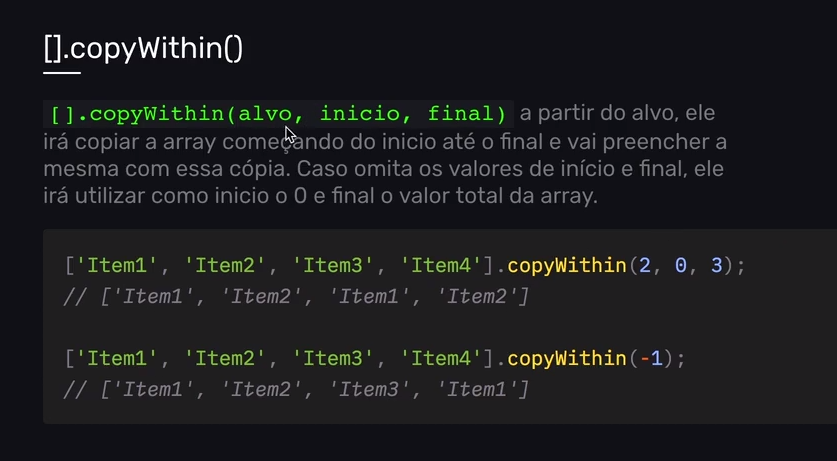 [].copyWithin()
[].copyWithin(alvo, inicio, final) a partir do alvo, ele
irá copiar a array começando do inicio até o final e vai preencher a
mesma com essa cópia. Caso omita os valores de início e final, ele
irá utilizar como inicio o 0 e final o valor total da array.
['Item1', 'Item2', 'Item3', 'Item4'].copyWithin(2, 0, 3);
// ['Item1', 'Item2', 'Item1', 'Item2']
['Item1', 'Item2', 'Item3', 'Item4'].copyWithin(-1);
// ['Item1', 'Item2', 'Item3', 'Item1']